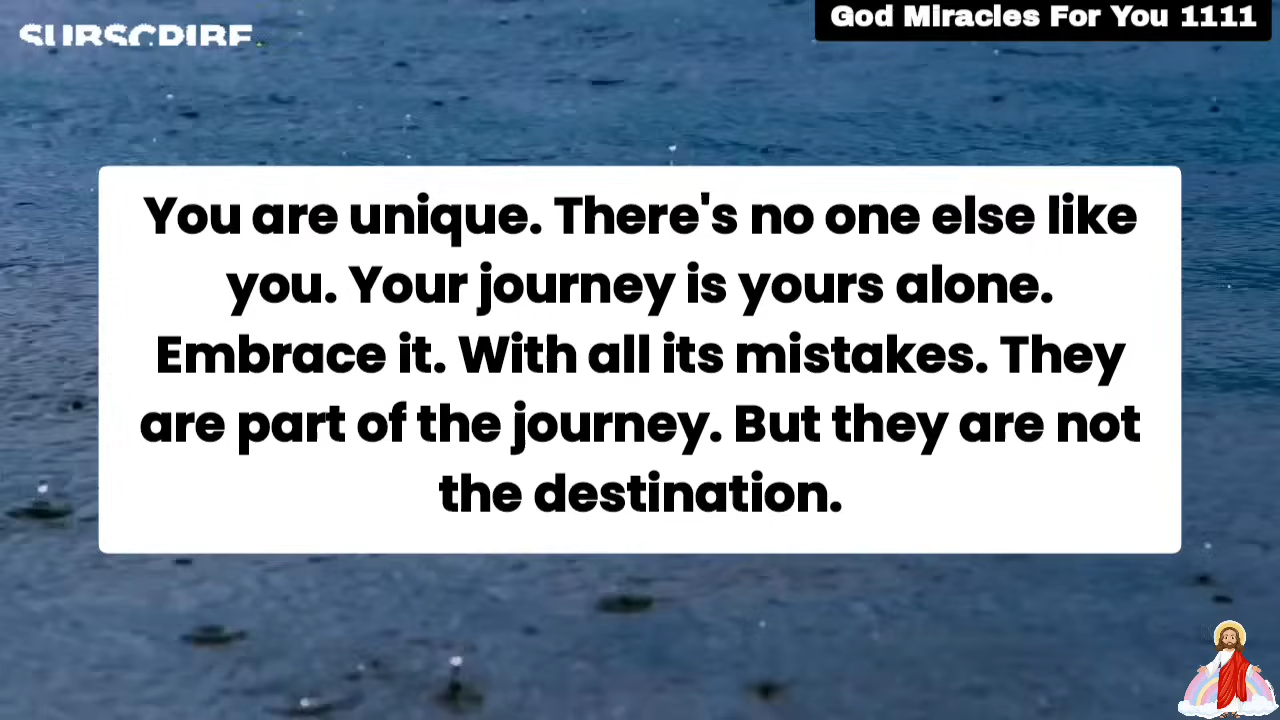 SUBSCRIBE
God Miracles For You 1111
You are unique. There's no one else like
you. Your journey is yours alone.
Embrace it. With all its mistakes. They
are part of the journey. But they are not
the destination.